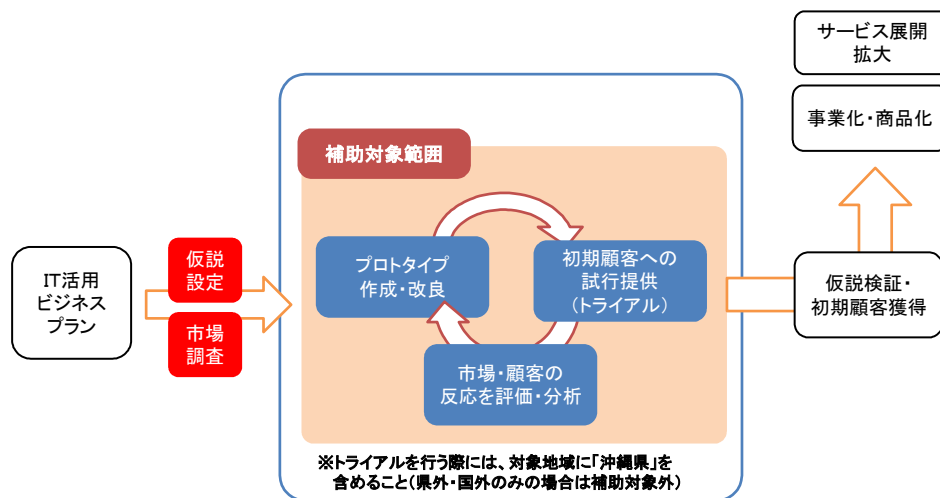 サービス展開
拡大
事業化・商品化
補助対象範囲
仮説
設定
市場
調査
IT活用
ビジネス
プラン
プロトタイプ
作成・改良
初期顧客への
試行提供
(トライアル)
市場・顧客の
反応を評価・分析
仮説検証・
初期顧客獲得
※トライアルを行う際には、対象地域に「沖縄県」を
含めること(県外・国外のみの場合は補助対象外)